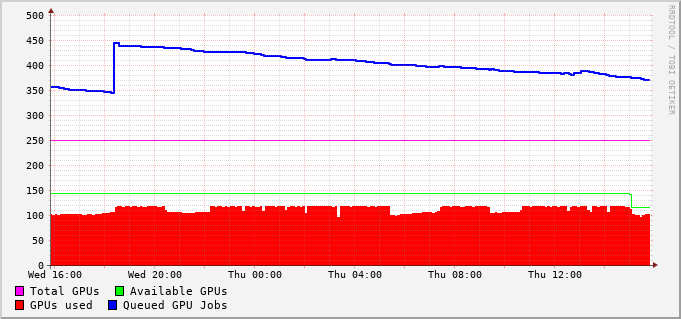 500
450
400
350
300
250
200
150
100
50
0
Wed 16:00 Wed 20:00 Thu 00:00 Thu 04:00 Thu 08:00 Thu 12:00
Total GPUs Available GPUs
GPUs used Queued GPU Jobs
RRDTOOL / TOBI OETIKER